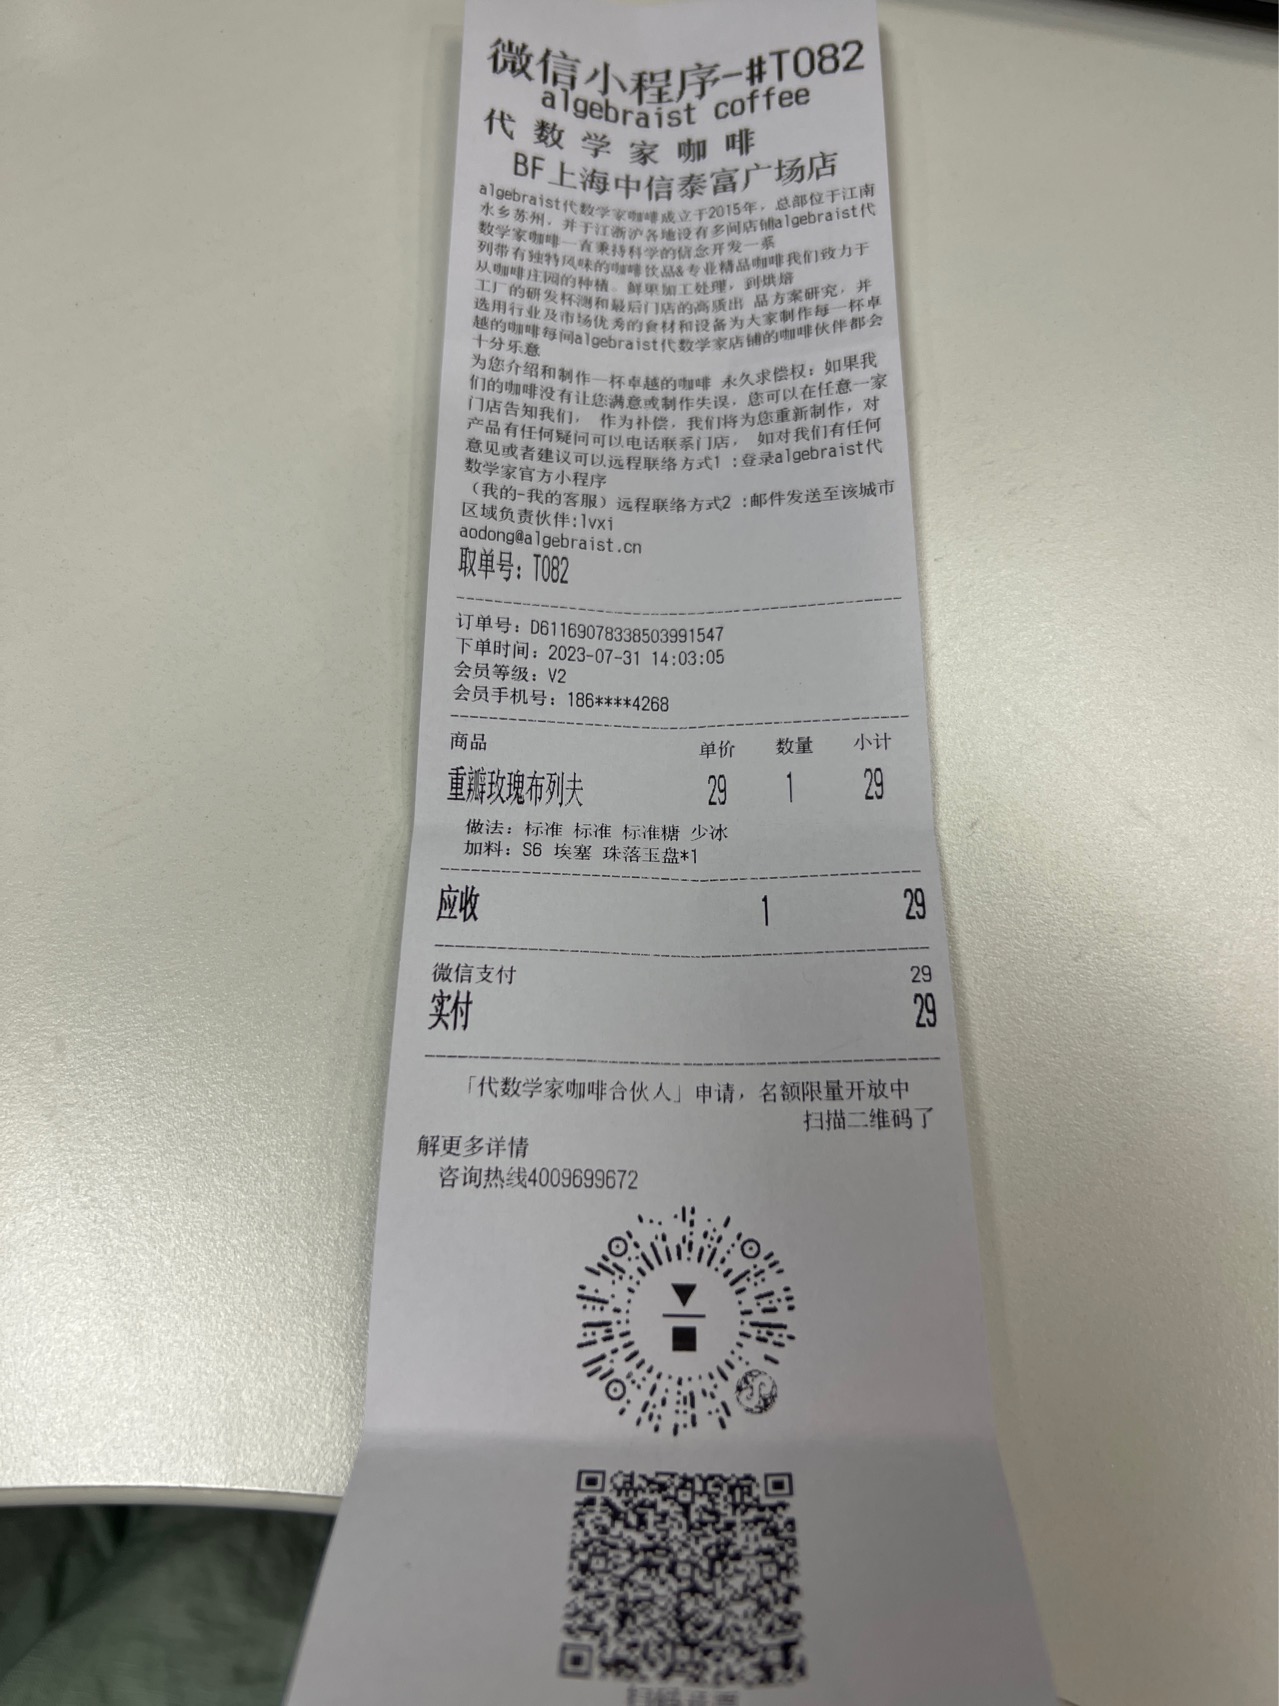 微信小程序-#T082
algebraist coffee
代数学家咖啡
BF上海中信泰富广场店
algebraist代数学家咖啡成立于2015年，总部位于江南
水乡苏州，并于江浙沪各地设有多间店铺algebraist代
数学家咖啡一直秉持科学的信念开发一系
列带有独特风味的咖啡饮品&专业精品咖啡我们致力于
从咖啡庄园的种植、鲜果加工处理，到烘焙
工厂的研发杯测和最后门店的高质出 品方案研究，并
选用行业及市场优秀的食材和设备为大家制作每一杯卓
越的咖啡每间algebraist代数学家店铺的咖啡伙伴都会
十分乐意
为您介绍和制作一杯卓越的咖啡 永久求偿权：如果我
们的咖啡没有让您满意或制作失误，您可以在任意一家
门店告知我们， 作为补偿，我们将为您重新制作，对
产品有任何疑问可以电话联系门店， 如对我们有任何
意见或者建议可以远程联络方式1 :登录algebraist代
数学家官方小程序
（我的-我的客服）远程联络方式2 :邮件发送至该城市
区域负责伙伴:lvxi
aodong@algebraist.cn
取单号：T082
订单号：D61169078338503991547
下单时间：2023-07-31 14:03:05
会员等级：V2
会员手机号：186****4268
商品 单价 数量 小计
重瓣玫瑰布列夫 29 1 29
做法：标准 标准 标准糖 少冰
加料：S6 埃塞 珠落玉盘*1
应收 1 29
微信支付 29
实付 29
「代数学家咖啡合伙人」申请，名额限量开放中
扫描二维码了
解更多详情
咨询热线4009699672